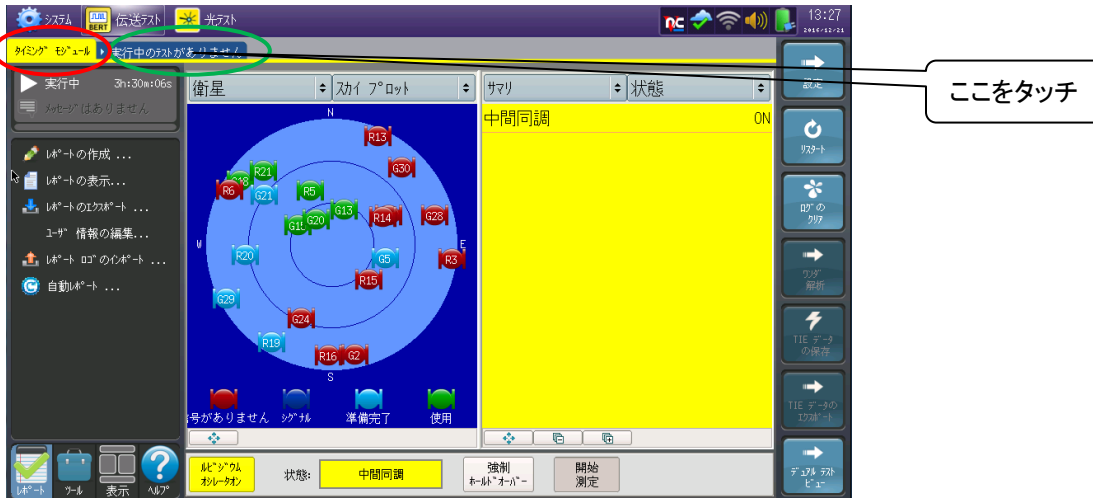 システム
BERT
伝送テスト
光テスト
13:27
2016/12/21
タイミング モジュール
実行中のテストがありません
実行中 3h:30m:06s
メッセージはありません
レポートの作成 ...
レポートの表示...
レポートのエクスポート ...
ユーザ 情報の編集...
レポート ロゴのインポート ...
自動レポート ...
レポート
ツール
表示
ヘルプ
衛星
スカイ プロット
N
R13
G30
R21
R6
G21
R5
G13
G20
R14
G28
W
E
R20
G5
R3
R15
G29
G24
R19
R16
G2
S
号がありません
シグナル
準備完了
使用
サマリ
状態
中間同調 ON
ルビジウム
オシレータオン
状態:
中間同調
強制
ホールドオーバー
開始
測定
設定
リスタート
ログの
クリア
ワンダ
解析
TIE データ
の保存
TIE データの
エクスポート
デュアル テスト
ビュー
ここをタッチ